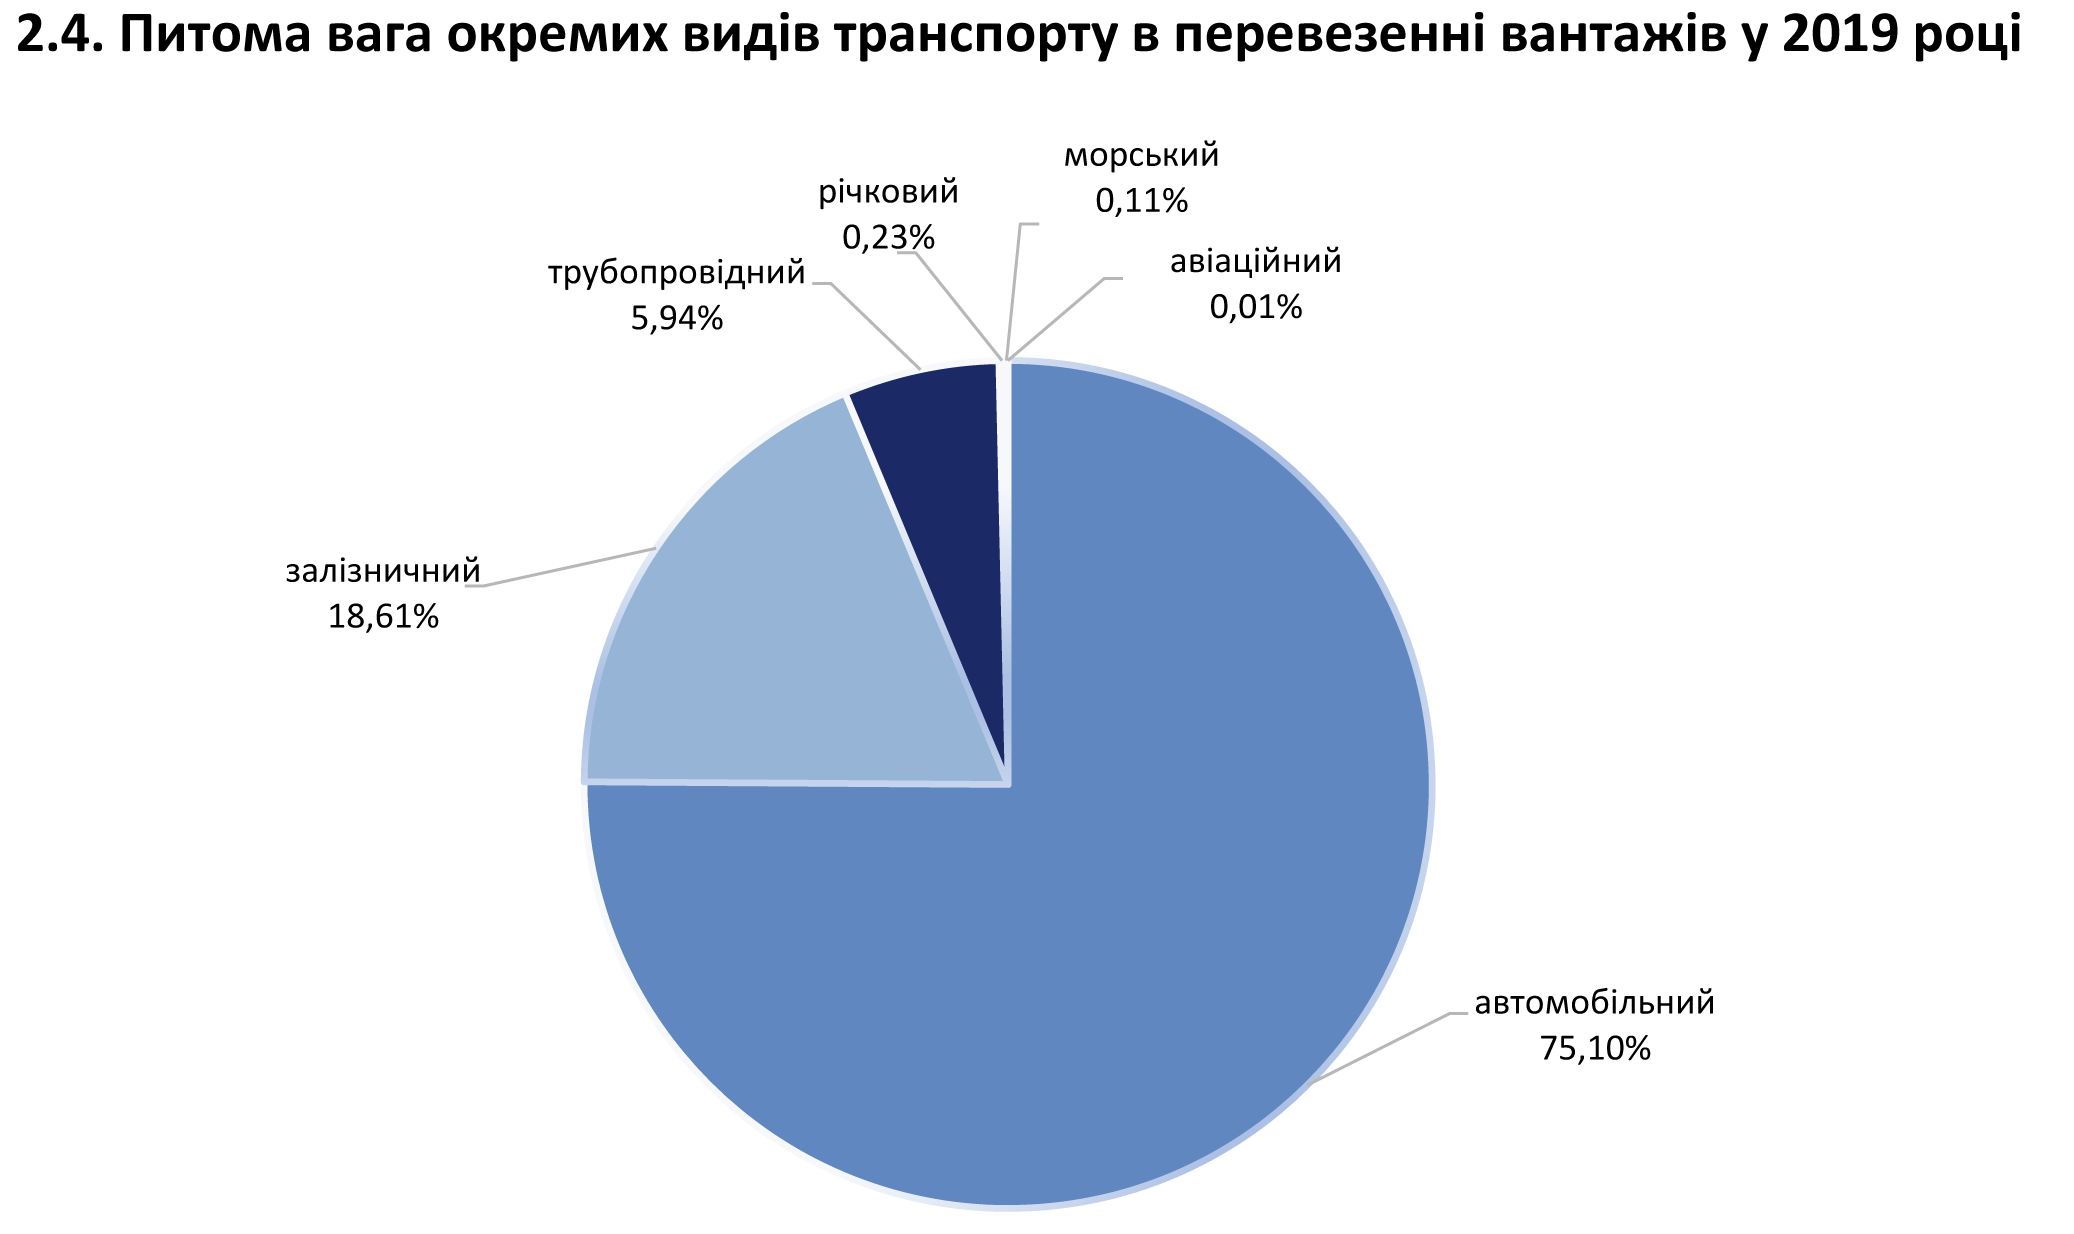 2.4. Питома вага окремих видів транспорту в перевезенні вантажів у 2019 році
морський
0,11%
річковий
0,23%
авіаційний
0,01%
трубопровідний
5,94%
залізничний
18,61%
автомобільний
75,10%